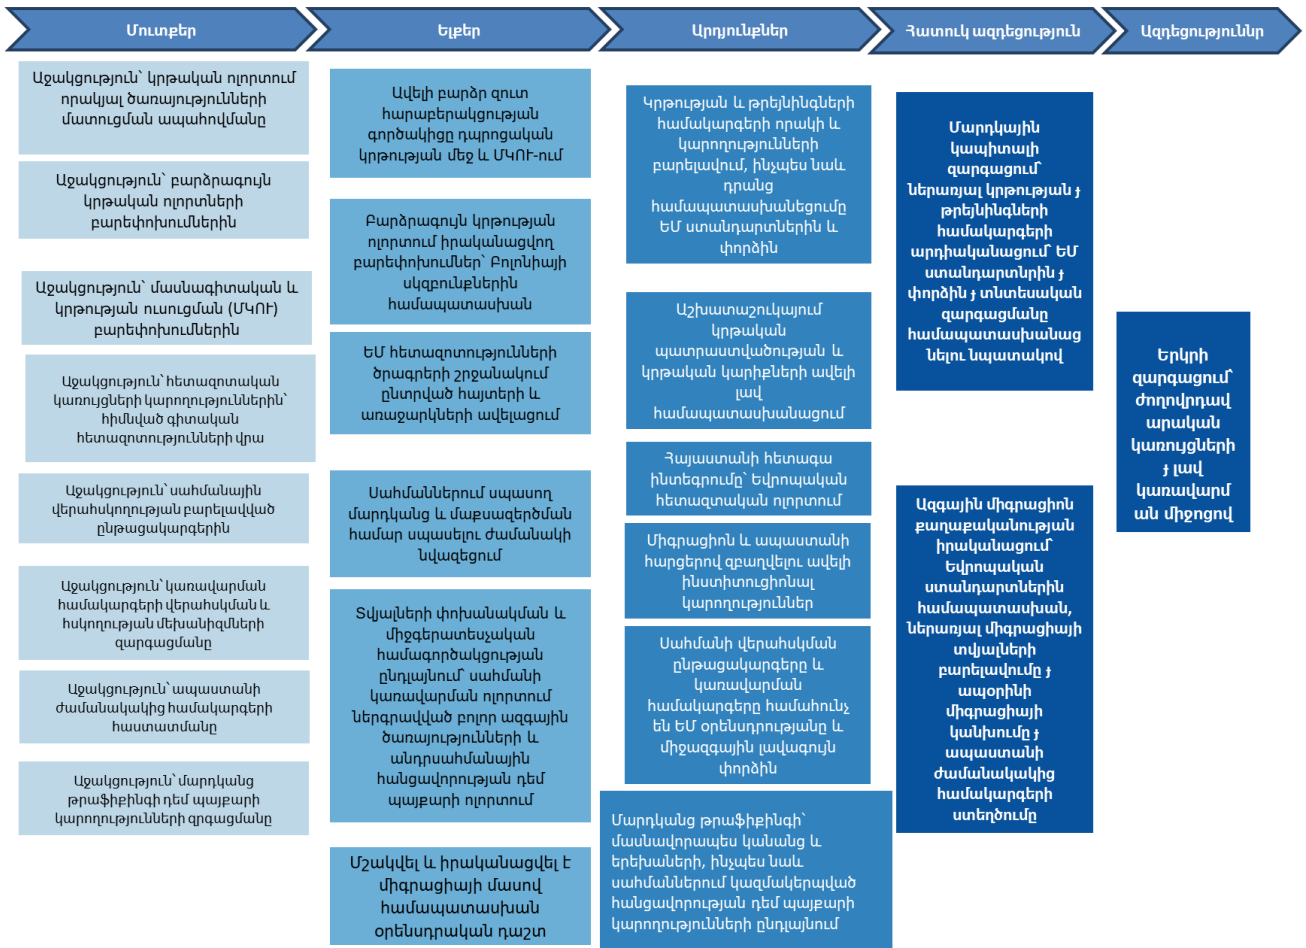 Մուտքեր
Ելքեր
Արդյունքներ
Հատուկ ազդեցություն
Ազդեցություննր
Աջակցություն՝ կրթական ոլորտում
որակյալ ծառայությունների
մատուցման ապահովմանը
Աջակցություն՝ բարձրագույն
կրթական ոլորտների
բարեփոխումներին
Աջակցություն՝ մասնագիտական և
կրթության ուսուցման (ՄԿՈՒ)
բարեփոխումներին
Աջակցություն՝ հետազոտական
կառույցների կարողություններին՝
հիմնված գիտական
հետազոտությունների վրա
Աջակցություն՝ սահմանային
վերահսկողության բարելավված
ընթացակարգերին
Աջակցություն՝ կառավարման
համակարգերի վերահսկման և
հսկողության մեխանիզմների
զարգացմանը
Աջակցություն՝ ապաստանի
ժամանակակից համակարգերի
հաստատմանը
Աջակցություն՝ մարդկանց
թրաֆիքինգի դեմ պայքարի
կարողությունների զրգացմանը
Ավելի բարձր զուտ
հարաբերակցության
գործակիցը դպրոցական
կրթության մեջ և ՄԿՈՒ-ում
Բարձրագույն կրթության
ոլորտում իրականացվող
բարեփոխումներ՝ Բոլոնիայի
սկզբունքներին
համապատասխան
ԵՄ հետազոտությունների
ծրագրերի շրջանակում
ընտրված հայտերի և
առաջարկների ավելացում
Սահմաններում սպասող
մարդկանց և մաքսազերծման
համար սպասելու ժամանակի
նվազեցում
Տվյալների փոխանակման և
միջգերատեսչական
համագործակցության
ընդլայնում՝ սահմանի
կառավարման ոլորտում
ներգրավված բոլոր ազգային
ծառայությունների և
անդրսահմանային
հանցավորության դեմ
պայքարի ոլորտում
Մշակվել և իրականացվել է
միգրացիայի մասով
համապատասխան
օրենսդրական դաշտ
Կրթության և թրեյնինգների
համակարգերի որակի և
կարողությունների
բարելավում, ինչպես նաև
դրանց
համապատասխանեցումը
ԵՄ ստանդարտներին և
փորձին
Աշխատաշուկայում
կրթական
պատրաստվածության և
կրթական կարիքների ավելի
լավ
համապատասխանացում
Հայաստանի հետագա
ինտեգրումը՝ Եվրոպական
հետազտական ոլորտում
Միգրացիոն և ապաստանի
հարցերով զբաղվելու ավելի
ինստիտուցիոնալ
կարողություններ
Սահմանի վերահսկման
ընթացակարգերը և
կառավարման
համակարգերը համահունչ
են ԵՄ օրենսդրությանը և
միջազգային լավագույն
փորձին
Մարդկանց թրաֆիքինգի՝
մասնավորապես կանանց և
երեխաների, ինչպես նաև
սահմաններում կազմակերպված
հանցավորության դեմ պայքարի
կարողությունների ընդլայնում
Մարդկային
կապիտալի
զարգացում՝
ներառյալ կրթության ֈ
թրեյնինգների
համակարգերի
արդիականացում՝ ԵՄ
ստանդարտնրին ֈ
փորձին ֈ տնտեսական
զարգացմանը
համապատասխանաց
նելու նպատակով
Ազգային միգրացիոն
քաղաքականության
իրականացում՝
Եվրոպական
ստանդարտներին
համապատասխան,
ներառյալ միգրացիայի
տվյալների
բարելավումը ֈ
ապօրինի
միգրացիայի
կանխումը ֈ
ապաստանի
ժամանակակից
համակարգերի
ստեղծումը
Երկրի
զարգացում՝
ժողովրդավ
արական
կառույցների
ֈ լավ
կառավարմ
ան միջոցով